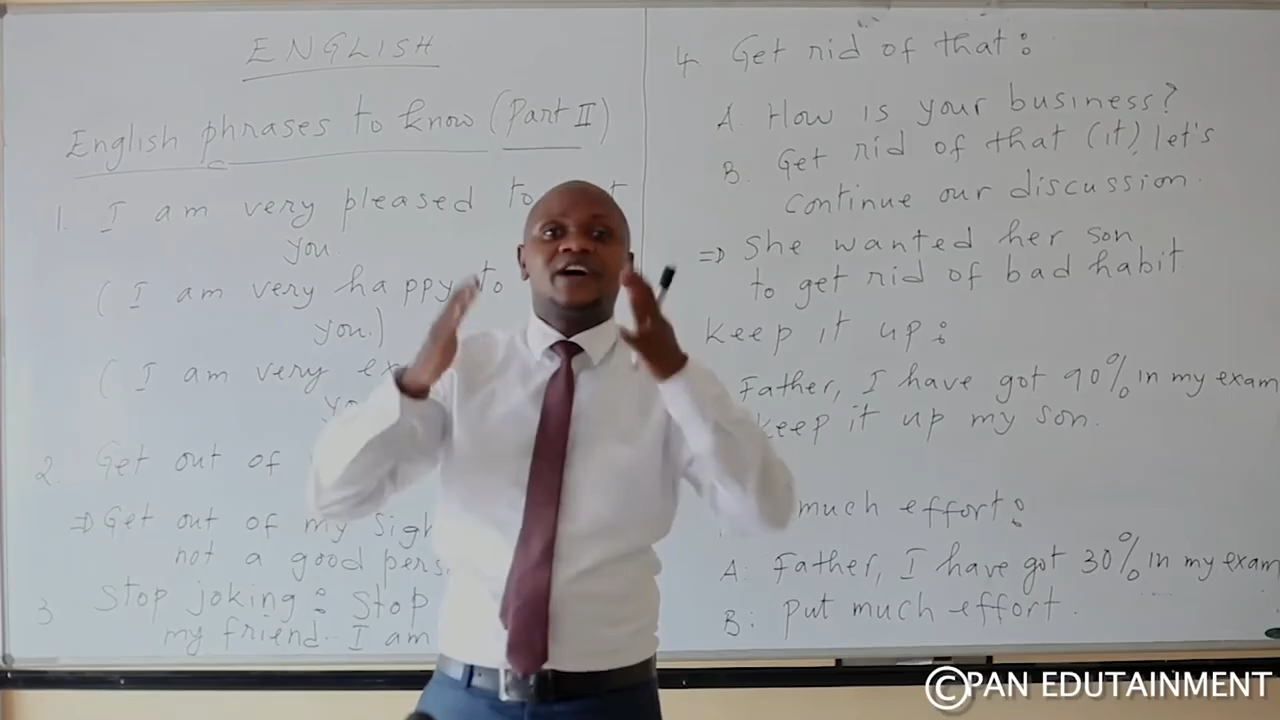 ENGLISH
English phrases to know (Part II)
1. I am very pleased to
you.
( I am very happy to
you.)
( I am very
2. Get out of
=> Get out of my
not a good
3 Stop joking : Stop
my friend. I am
4 Get rid of that :
A. How is your business?
B. Get rid of that (it), let's
continue our discussion.
=> She wanted her son
to get rid of bad habit
Keep it up :
Father, I have got 90% in my exam
keep it up my son.
much effort :
A: Father, I have got 30% in my exam
B: Put much effort.
©PAN EDUTAINMENT